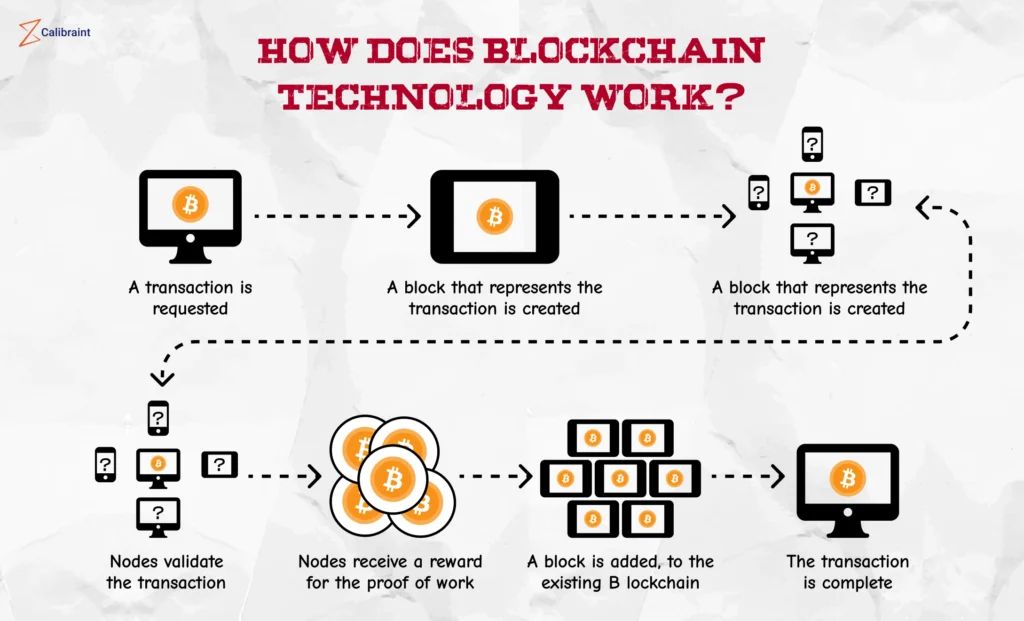 Calibraint
HOW DOES BLOCKCHAIN
TECHNOLOGY WORK?
A transaction is
requested
A block that represents the
transaction is created
?
?
?
?
A block that represents the
transaction is created
?
?
?
?
Nodes validate
the transaction
Nodes receive a reward
for the proof of work
A block is added, to the
existing B lockchain
The transaction
is complete